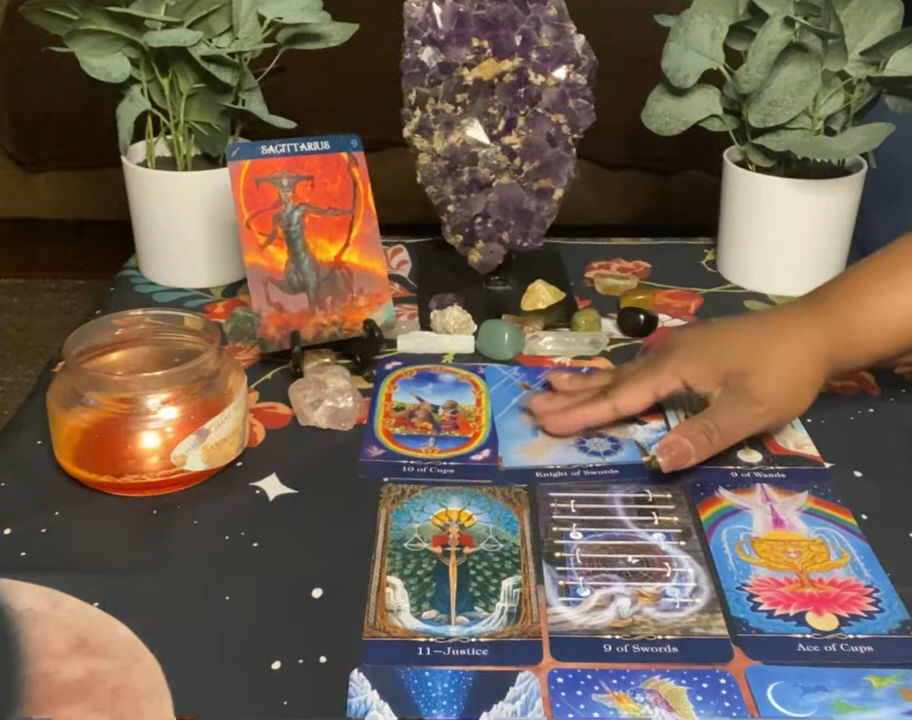 SAGITTARIUS 9
10 of Cups
Knight of Swords
9 of Wands
11~Justice
9 of Swords
Ace of Cups